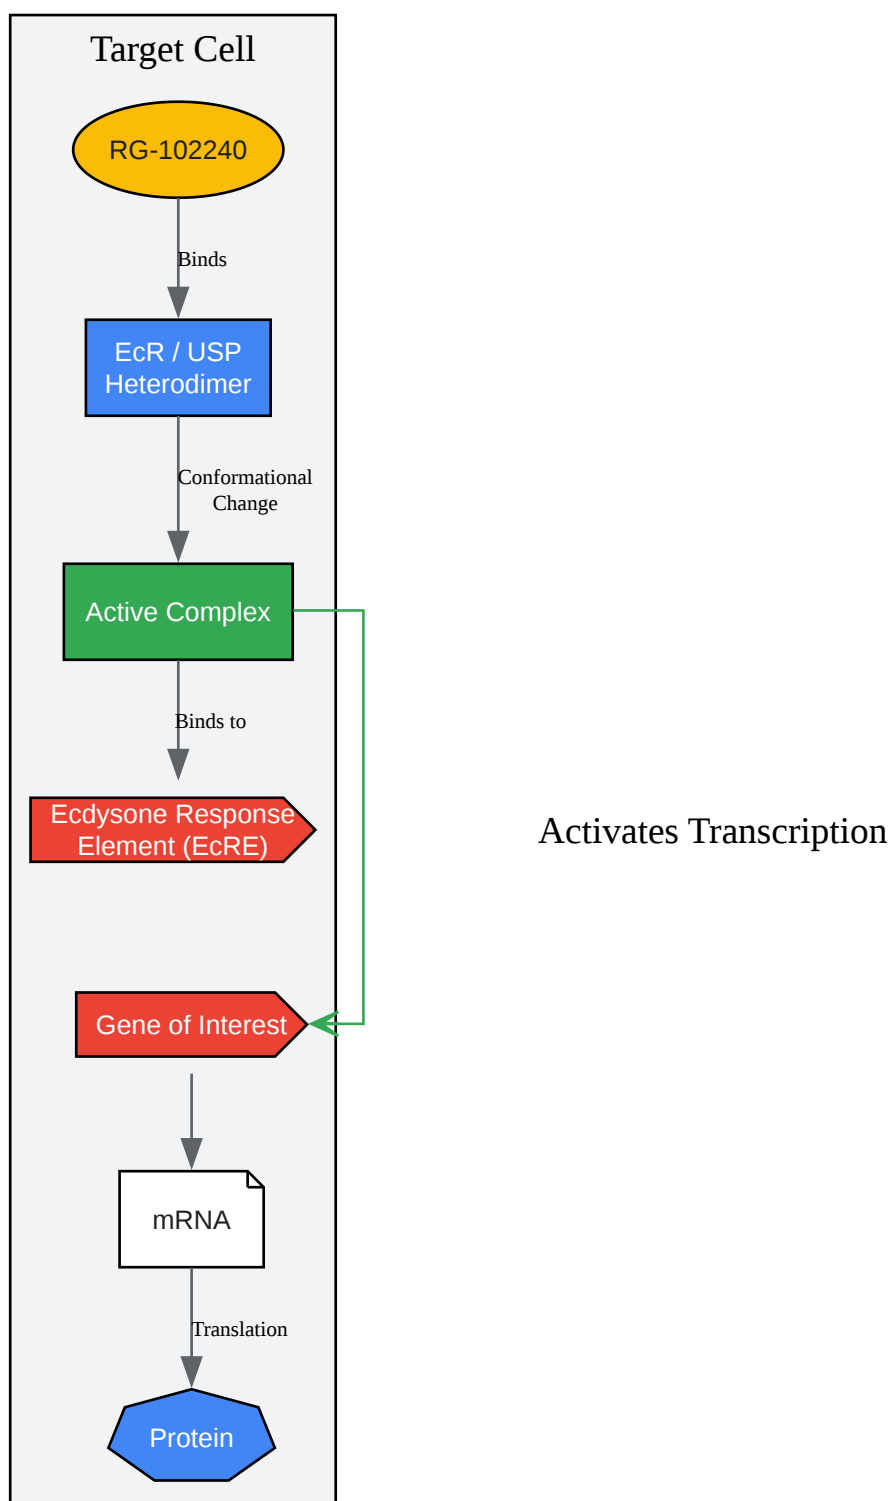 Target Cell
RG-102240
Binds
EcR / USP
Heterodimer
Conformational
Change
Active Complex
Binds to
Ecdysone Response
Element (EcRE)
Activates Transcription
Gene of Interest
mRNA
Translation
Protein